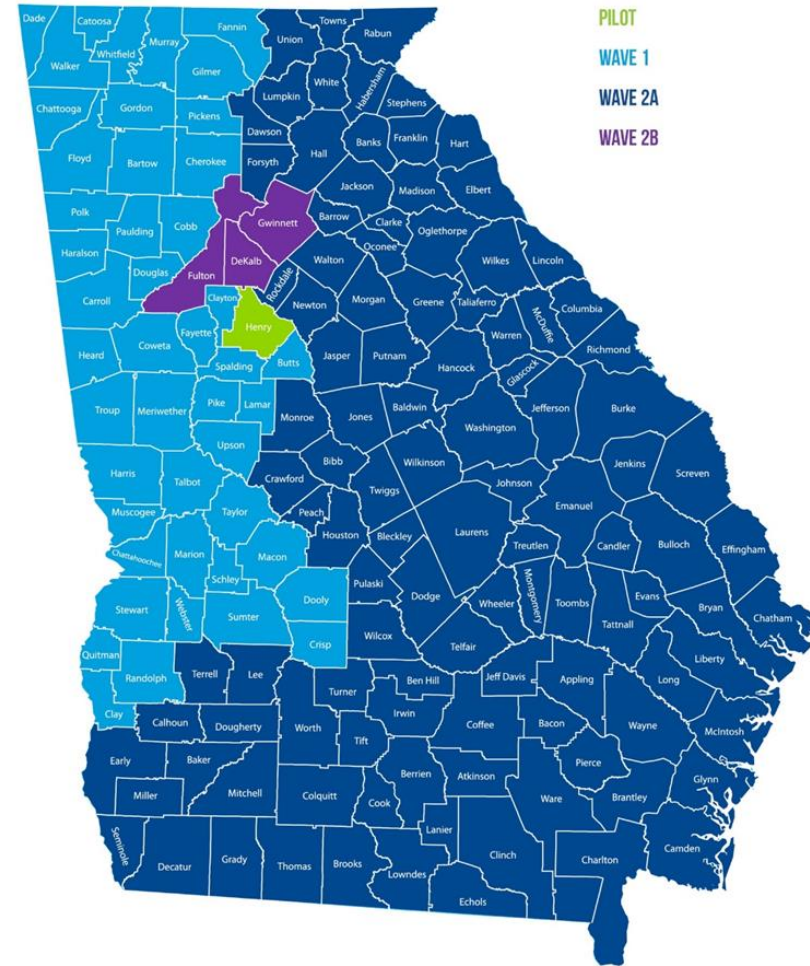 PILOT
WAVE 1
WAVE 2A
WAVE 2B
Dade
Catoosa
Whitfield
Murray
Fannin
Union
Towns
Rabun
Walker
Gilmer
Lumpkin
White
Habersham
Stephens
Chattooga
Gordon
Pickens
Dawson
Hall
Banks
Franklin
Hart
Floyd
Bartow
Cherokee
Forsyth
Jackson
Madison
Elbert
Polk
Paulding
Cobb
Gwinnett
Barrow
Clarke
Oconee
Oglethorpe
Haralson
Douglas
Fulton
DeKalb
Rockdale
Walton
Wilkes
Lincoln
Carroll
Clayton
Henry
Newton
Morgan
Greene
Taliaferro
McDuffie
Columbia
Heard
Coweta
Fayette
Spalding
Butts
Jasper
Putnam
Hancock
Warren
Glascock
Richmond
Troup
Meriwether
Pike
Lamar
Monroe
Jones
Baldwin
Washington
Jefferson
Burke
Upson
Harris
Talbot
Crawford
Bibb
Twiggs
Wilkinson
Johnson
Jenkins
Screven
Muscogee
Taylor
Peach
Houston
Bleckley
Laurens
Emanuel
Chattahoochee
Marion
Macon
Schley
Treutlen
Candler
Bulloch
Effingham
Stewart
Webster
Sumter
Dooly
Pulaski
Dodge
Wheeler
Montgomery
Toombs
Evans
Tattnall
Bryan
Chatham
Quitman
Crisp
Wilcox
Telfair
Liberty
Randolph
Terrell
Lee
Turner
Ben Hill
Jeff Davis
Appling
Long
Clay
Calhoun
Dougherty
Worth
Tift
Irwin
Coffee
Bacon
Wayne
McIntosh
Early
Baker
Miller
Mitchell
Colquitt
Cook
Berrien
Atkinson
Pierce
Ware
Brantley
Glynn
Seminole
Decatur
Grady
Thomas
Brooks
Lanier
Lowndes
Clinch
Echols
Charlton
Camden